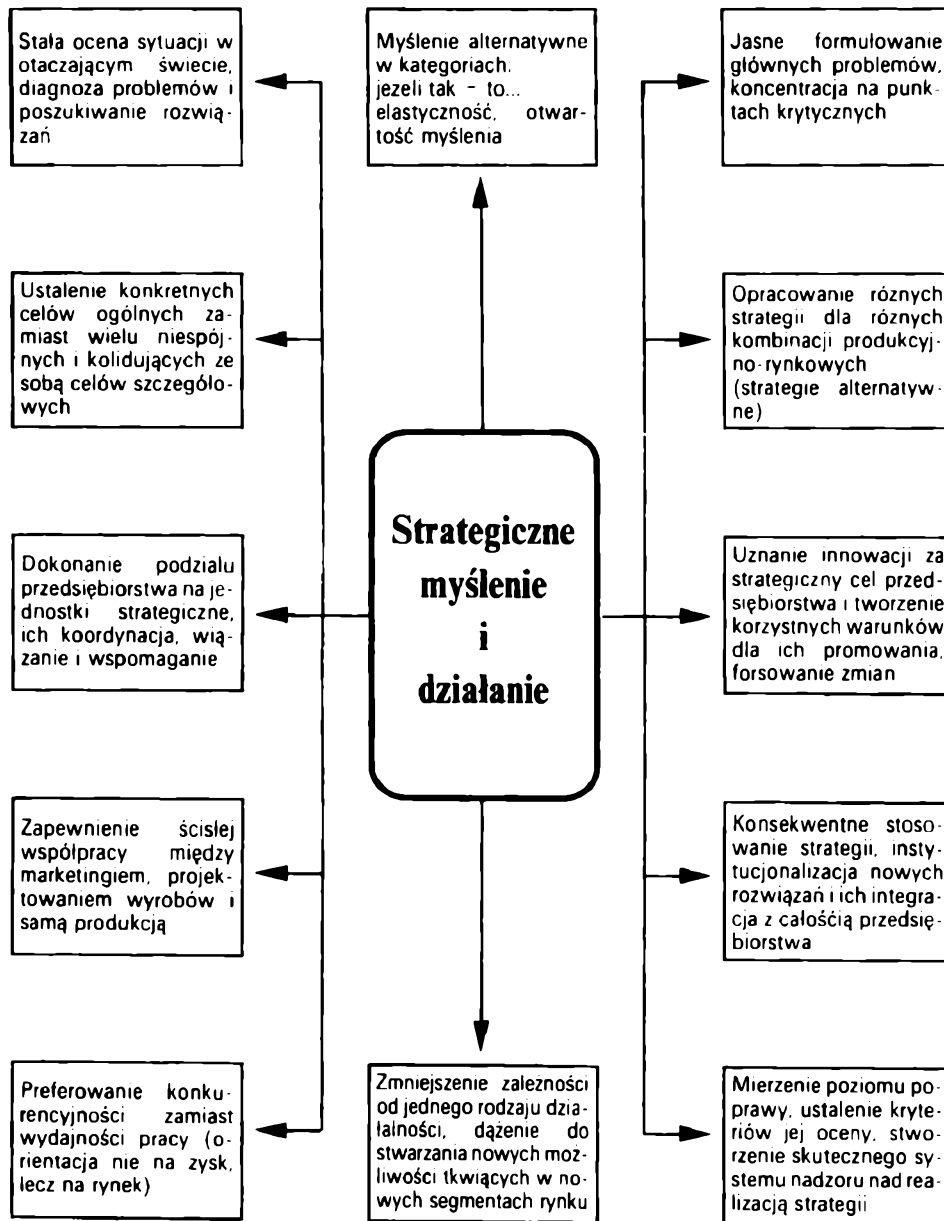 Stała ocena sytuacji w
otaczającym świecie,
diagnoza problemów i
poszukiwanie rozwią-
zań
Myślenie alternatywne
w kategoriach:
jezeli tak - to...
elastyczność, otwar-
tość myślenia
Jasne formułowanie
głównych problemów,
koncentracja na punk-
tach krytycznych
Ustalenie konkretnych
celów ogólnych za-
miast wielu niespój-
nych i kolidujących ze
sobą celów szczegóło-
wych
Opracowanie róznych
strategii dla róznych
kombinacji produkcyj-
no-rynkowych
(strategie alternatyw-
ne)
Strategiczne
myślenie
i
działanie
Dokonanie podziału
przedsiębiorstwa na je-
dnostki strategiczne,
ich koordynacja, wią-
zanie i wspomaganie
Uznanie innowacji za
strategiczny cel przed-
siębiorstwa i tworzenie
korzystnych warunków
dla ich promowania,
forsowanie zmian
Zapewnienie ścisłej
współpracy między
marketingiem, projek-
towaniem wyrobów i
samą produkcją
Konsekwentne stoso-
wanie strategii, insty-
tucjonalizacja nowych
rozwiązań i ich integra-
cja z całośćią przedsię-
biorstwa
Preferowanie konku-
rencyjności zamiast
wydajności pracy (o-
rientacja nie na zysk,
lecz na rynek)
Zmniejszenie zależności
od jednego rodzaju dzia-
łalności, dążenie do
stwarzania nowych moż-
liwości tkwiących w no-
wych segmentach rynku
Mierzenie poziomu po-
prawy, ustalenie kryte-
riów jej oceny, stwo-
rzenie skutecznego sy-
stemu nadzoru nad rea-
lizacją strategii